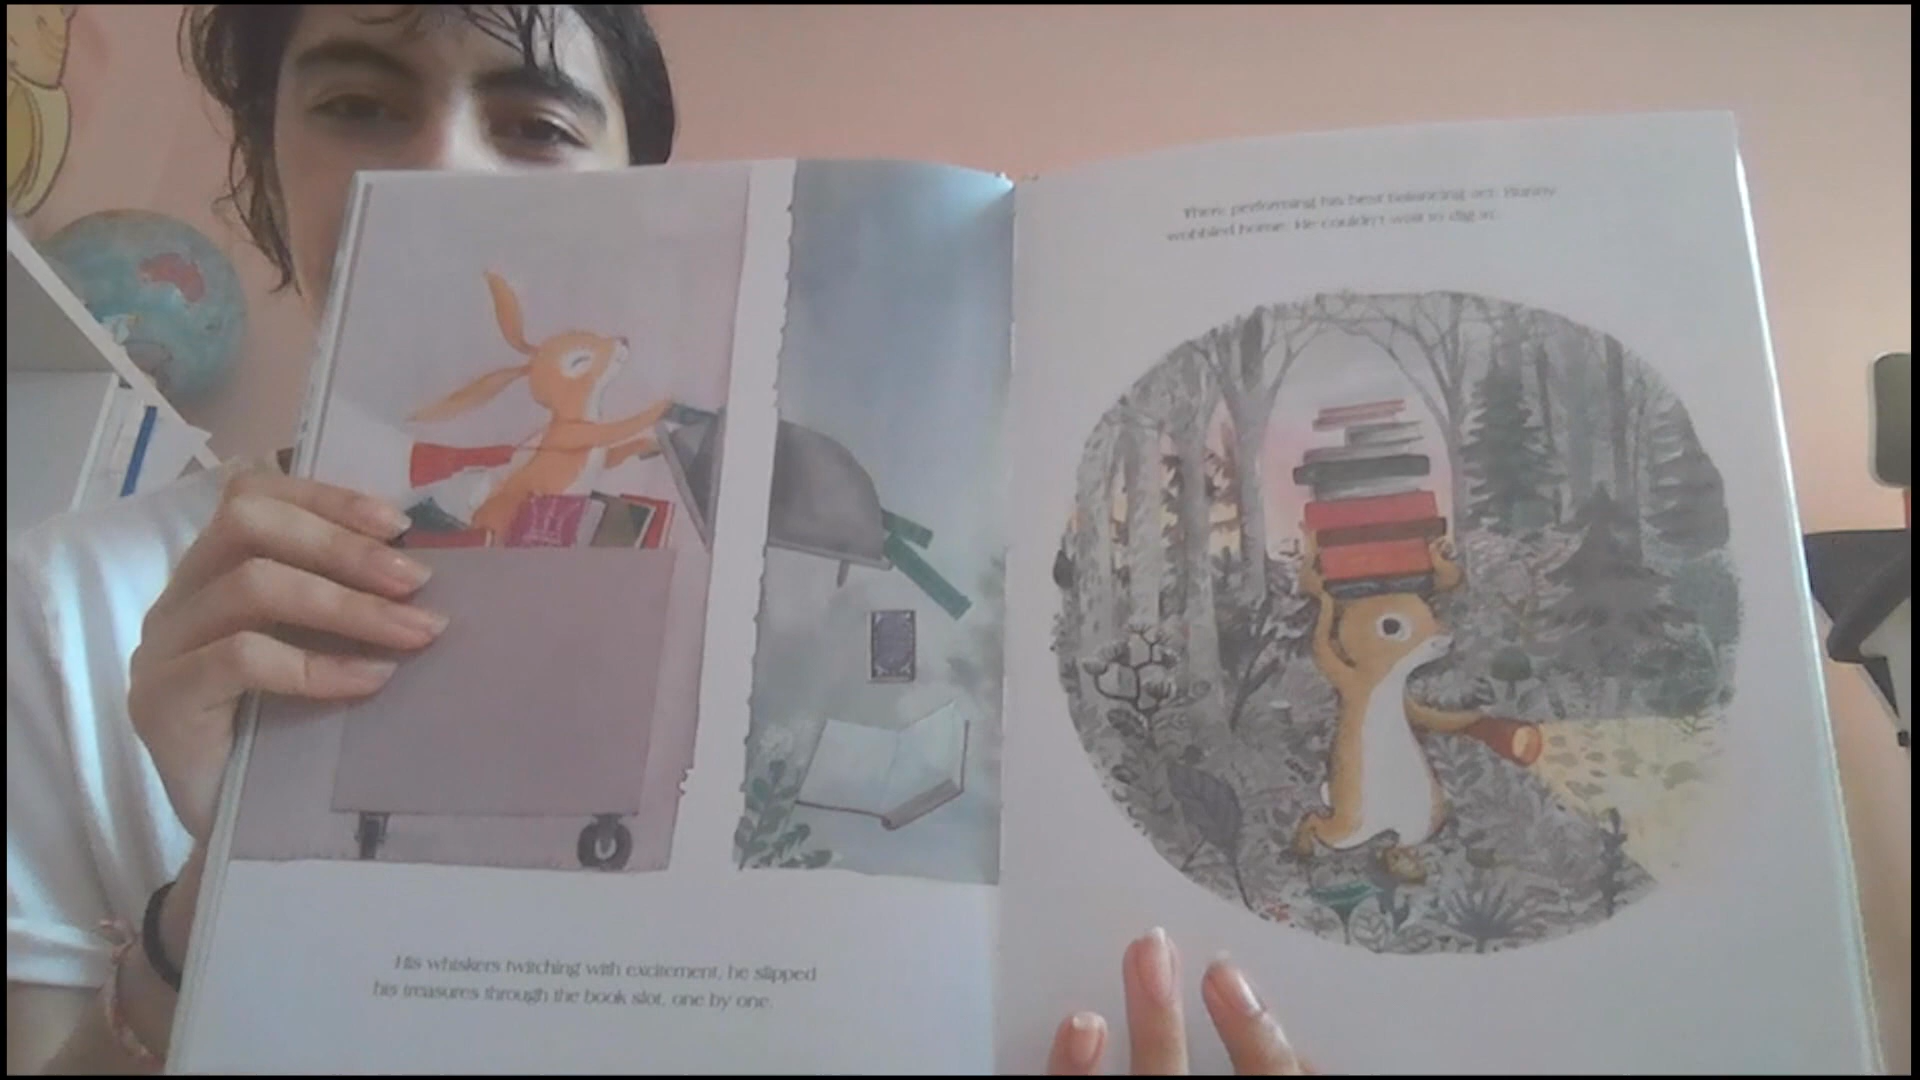 His whiskers twitching with excitement, he slipped
his treasures through the book slot, one by one.
Then, performing his best balancing act, Bunny
wobbled home. He couldn't wait to dig in.